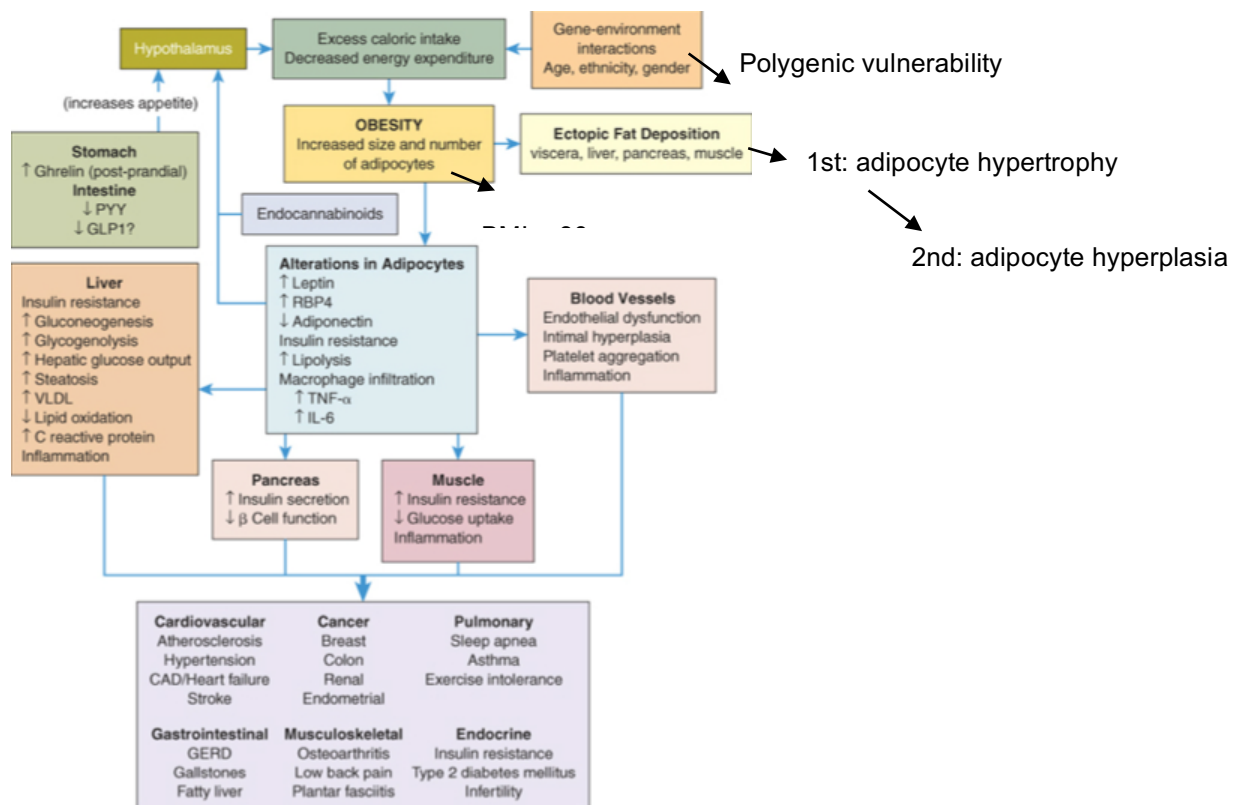 Hypothalamus
Excess caloric intake
Decreased energy expenditure
Gene-environment
interactions
Age, ethnicity, gender
Polygenic vulnerability
(increases appetite)
OBESITY
Increased size and number
of adipocytes
Ectopic Fat Deposition
viscera, liver, pancreas, muscle
1st: adipocyte hypertrophy
2nd: adipocyte hyperplasia
Stomach
↑ Ghrelin (post-prandial)
Intestine
↓ PYY
↓ GLP1?
Endocannabinoids
Liver
Insulin resistance
↑ Gluconeogenesis
↑ Glycogenolysis
↑ Hepatic glucose output
↑ Steatosis
↑ VLDL
↓ Lipid oxidation
↑ C reactive protein
Inflammation
Alterations in Adipocytes
↑ Leptin
↑ RBP4
↓ Adiponectin
Insulin resistance
↑ Lipolysis
Macrophage infiltration
↑ TNF-α
↑ IL-6
Blood Vessels
Endothelial dysfunction
Intimal hyperplasia
Platelet aggregation
Inflammation
Pancreas
↑ Insulin secretion
↓ β Cell function
Muscle
↑ Insulin resistance
↓ Glucose uptake
Inflammation
Cardiovascular
Atherosclerosis
Hypertension
CAD/Heart failure
Stroke
Cancer
Breast
Colon
Renal
Endometrial
Pulmonary
Sleep apnea
Asthma
Exercise intolerance
Gastrointestinal
GERD
Gallstones
Fatty liver
Musculoskeletal
Osteoarthritis
Low back pain
Plantar fasciitis
Endocrine
Insulin resistance
Type 2 diabetes mellitus
Infertility